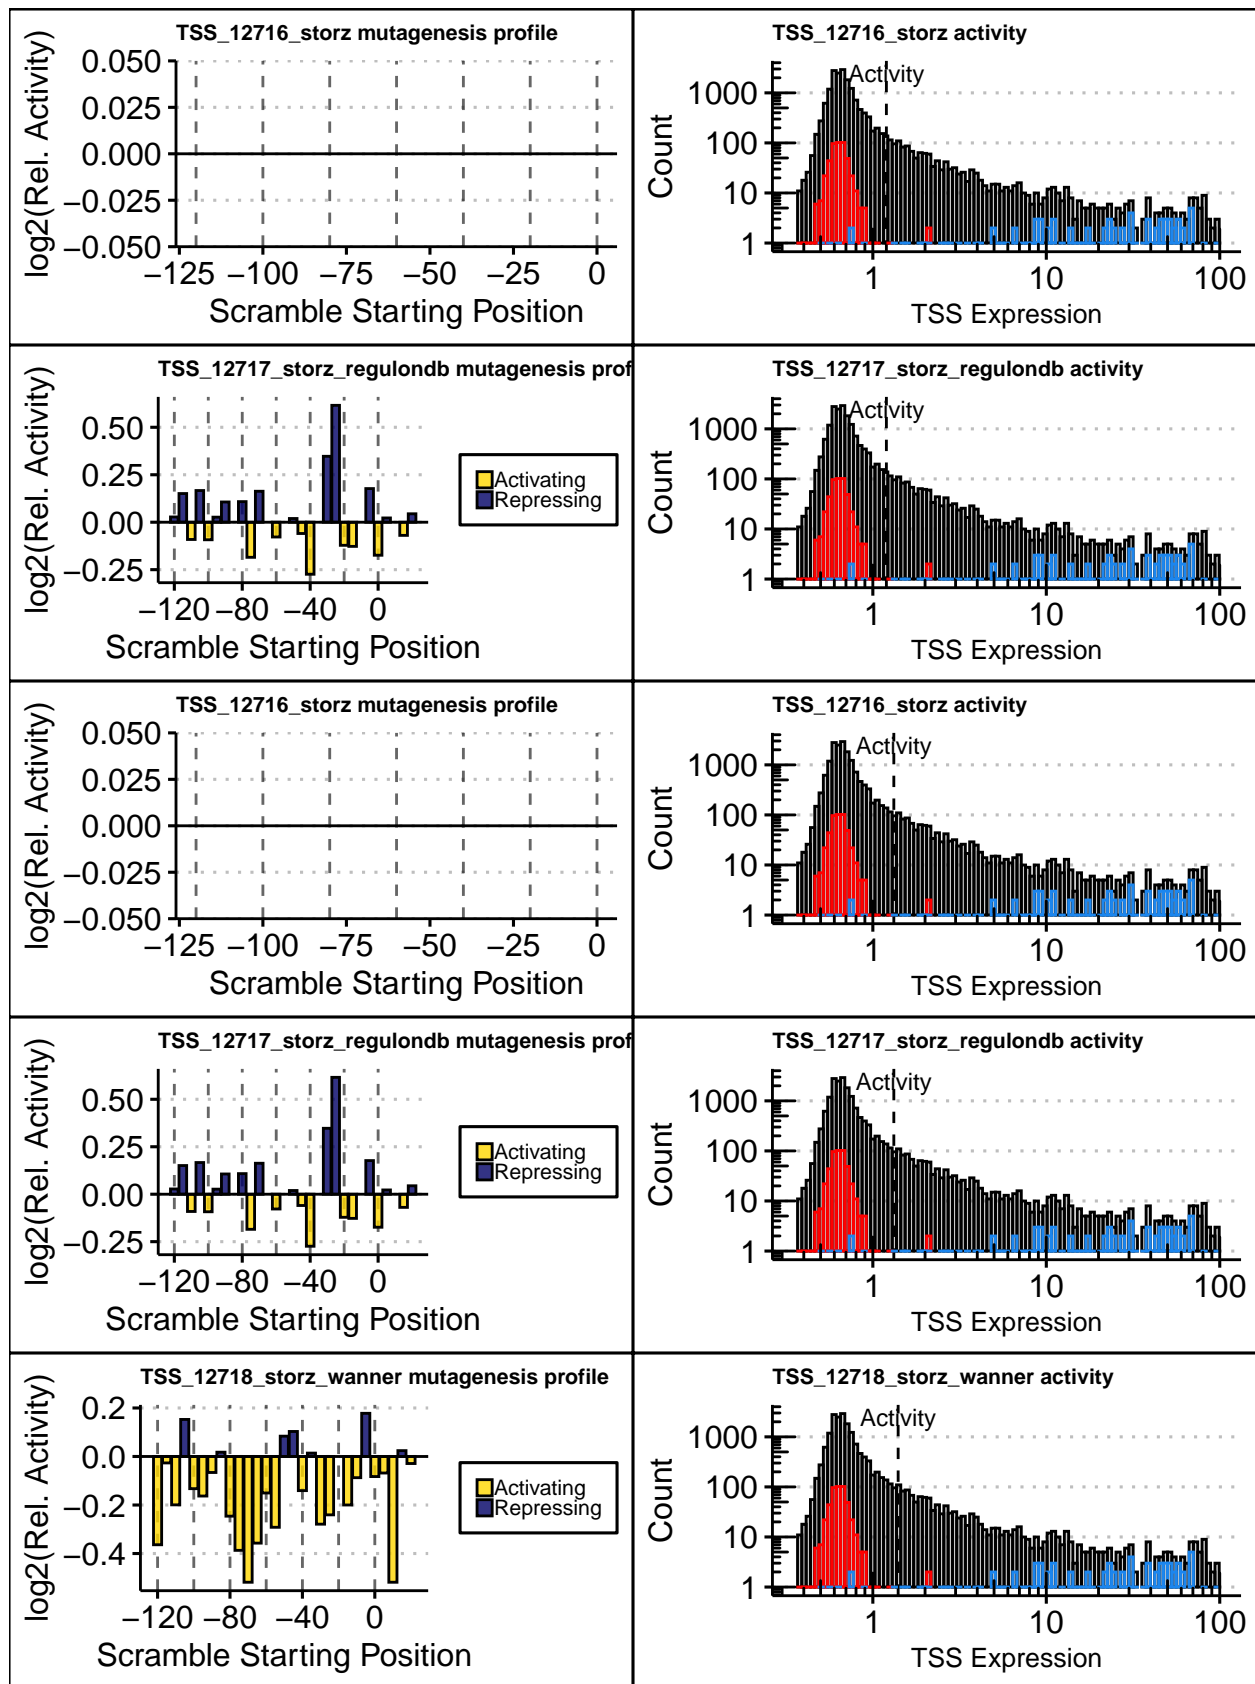 TSS_12716_storz mutagenesis profile
log2(Rel. Activity)
0.050
0.025
0.000
−0.025
−0.050
−125 −100 −75 −50 −25 0
Scramble Starting Position
TSS_12716_storz activity
Activity
Count
1000
100
10
1
1 10 100
TSS Expression
TSS_12717_storz_regulondb mutagenesis prof
log2(Rel. Activity)
0.50
0.25
0.00
−0.25
−120 −80 −40 0
Scramble Starting Position
Activating
Repressing
TSS_12717_storz_regulondb activity
Activity
Count
1000
100
10
1
1 10 100
TSS Expression
TSS_12716_storz mutagenesis profile
log2(Rel. Activity)
0.050
0.025
0.000
−0.025
−0.050
−125 −100 −75 −50 −25 0
Scramble Starting Position
TSS_12716_storz activity
Activity
Count
1000
100
10
1
1 10 100
TSS Expression
TSS_12717_storz_regulondb mutagenesis prof
log2(Rel. Activity)
0.50
0.25
0.00
−0.25
−120 −80 −40 0
Scramble Starting Position
Activating
Repressing
TSS_12717_storz_regulondb activity
Activity
Count
1000
100
10
1
1 10 100
TSS Expression
TSS_12718_storz_wanner mutagenesis profile
log2(Rel. Activity)
0.2
0.0
−0.2
−0.4
−120 −80 −40 0
Scramble Starting Position
Activating
Repressing
TSS_12718_storz_wanner activity
Activity
Count
1000
100
10
1
1 10 100
TSS Expression